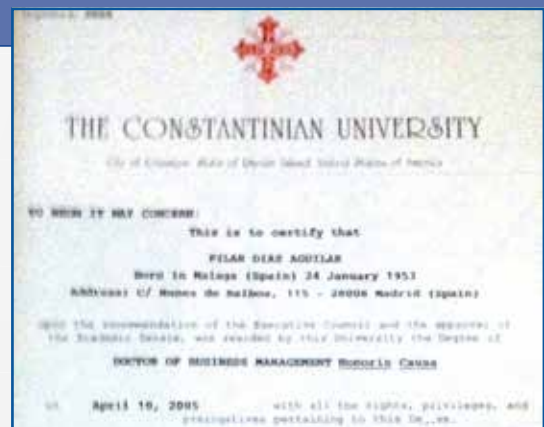 THE CONSTANTINIAN UNIVERSITY
City of Cranston State of Rhode Island United States of America
TO WHOM IT MAY CONCERN:
This is to certify that
PILAR DIAS AGUILAR
Born in Malaga (Spain) 24 January 1953
Address: C/ Nunes de Balboa, 115 - 28006 Madrid (Spain)
Upon the recommendation of the Executive Council and the approval of
the Academic Senate, was awarded by this University the Degree of
DOCTOR OF BUSINESS MANAGEMENT Honoris Causa
on April 10, 2005 with all the rights, privileges, and
prerogatives pertaining to this